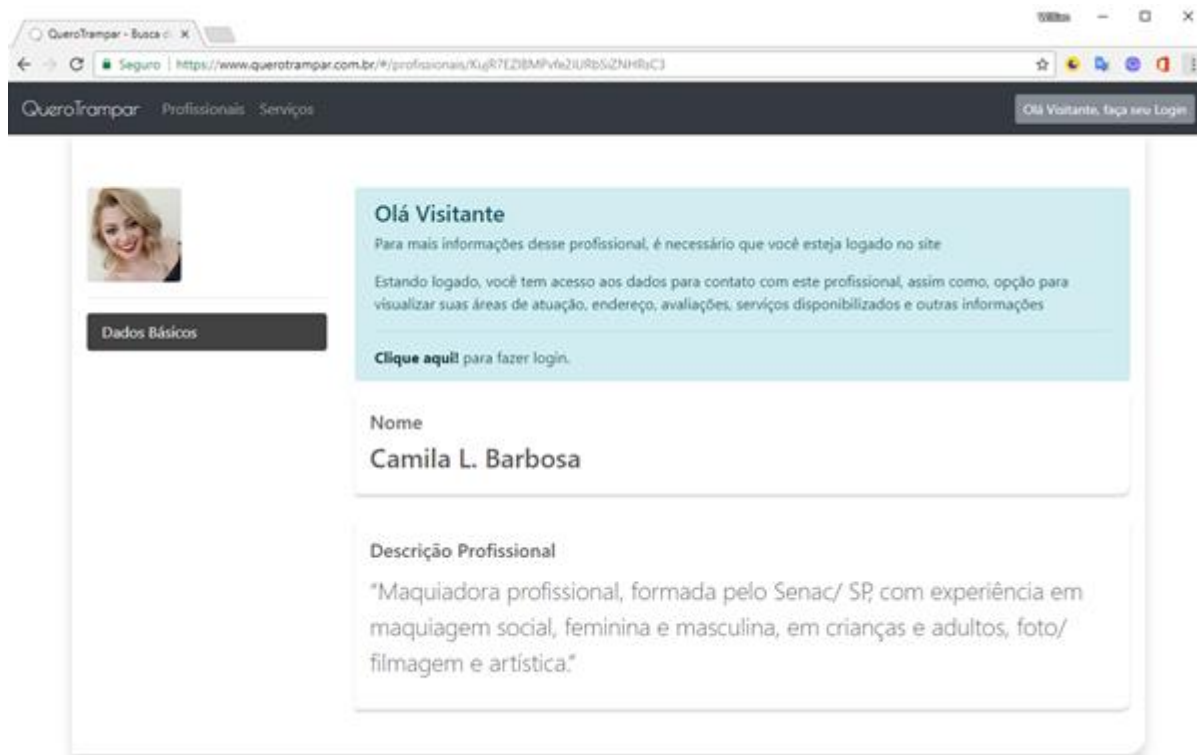 QueroTrampar - Busca d
Seguro | https://www.querotrampar.com.br/#/profissionais/
QueroTrampar Profissionais Serviços
Olá Visitante, faça seu Login
Olá Visitante
Para mais informações desse profissional, é necessário que você esteja logado no site
Estando logado, você tem acesso aos dados para contato com este profissional, assim como, opção para
visualizar suas áreas de atuação, endereço, avaliações, serviços disponibilizados e outras informações
Dados Básicos
Clique aqui! para fazer login.
Nome
Camila L. Barbosa
Descrição Profissional
"Maquiadora profissional, formada pelo Senac/ SP, com experiência em
maquiagem social, feminina e masculina, em crianças e adultos, foto/
filmagem e artística."